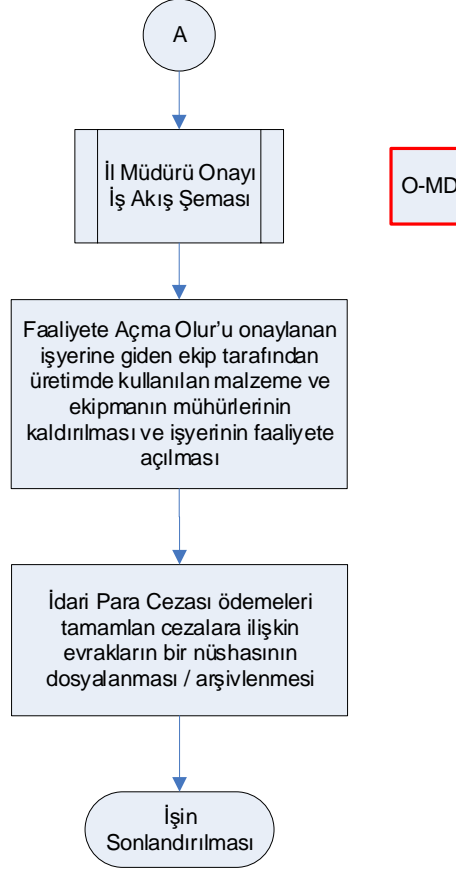 A
İl Müdürü Onayı
İş Akış Şeması
O-MD
Faaliyete Açma Olur'u onaylanan
işyerine giden ekip tarafından
üretimde kullanılan malzeme ve
ekipmanın mühürlerinin
kaldırılması ve işyerinin faaliyete
açılması
İdari Para Cezası ödemeleri
tamamlan cezalara ilişkin
evrakların bir nüshasının
dosyalanması / arşivlenmesi
İşin
Sonlandırılması